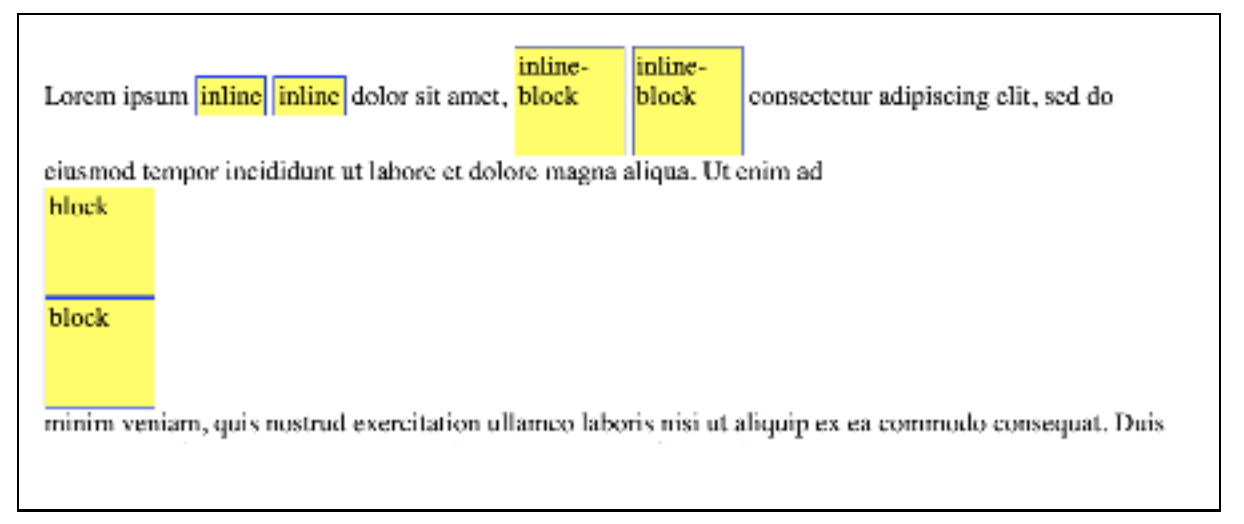 Lorem ipsum inline inline dolor sit amet, inline-block inline-block consectetur adipiscing elit, sed do
eiusmod tempor incididunt ut labore et dolore magna aliqua. Ut enim ad
block
block
minim veniam, quis nostrud exercitation ullamco laboris nisi ut aliquip ex ea commodo consequat. Duis